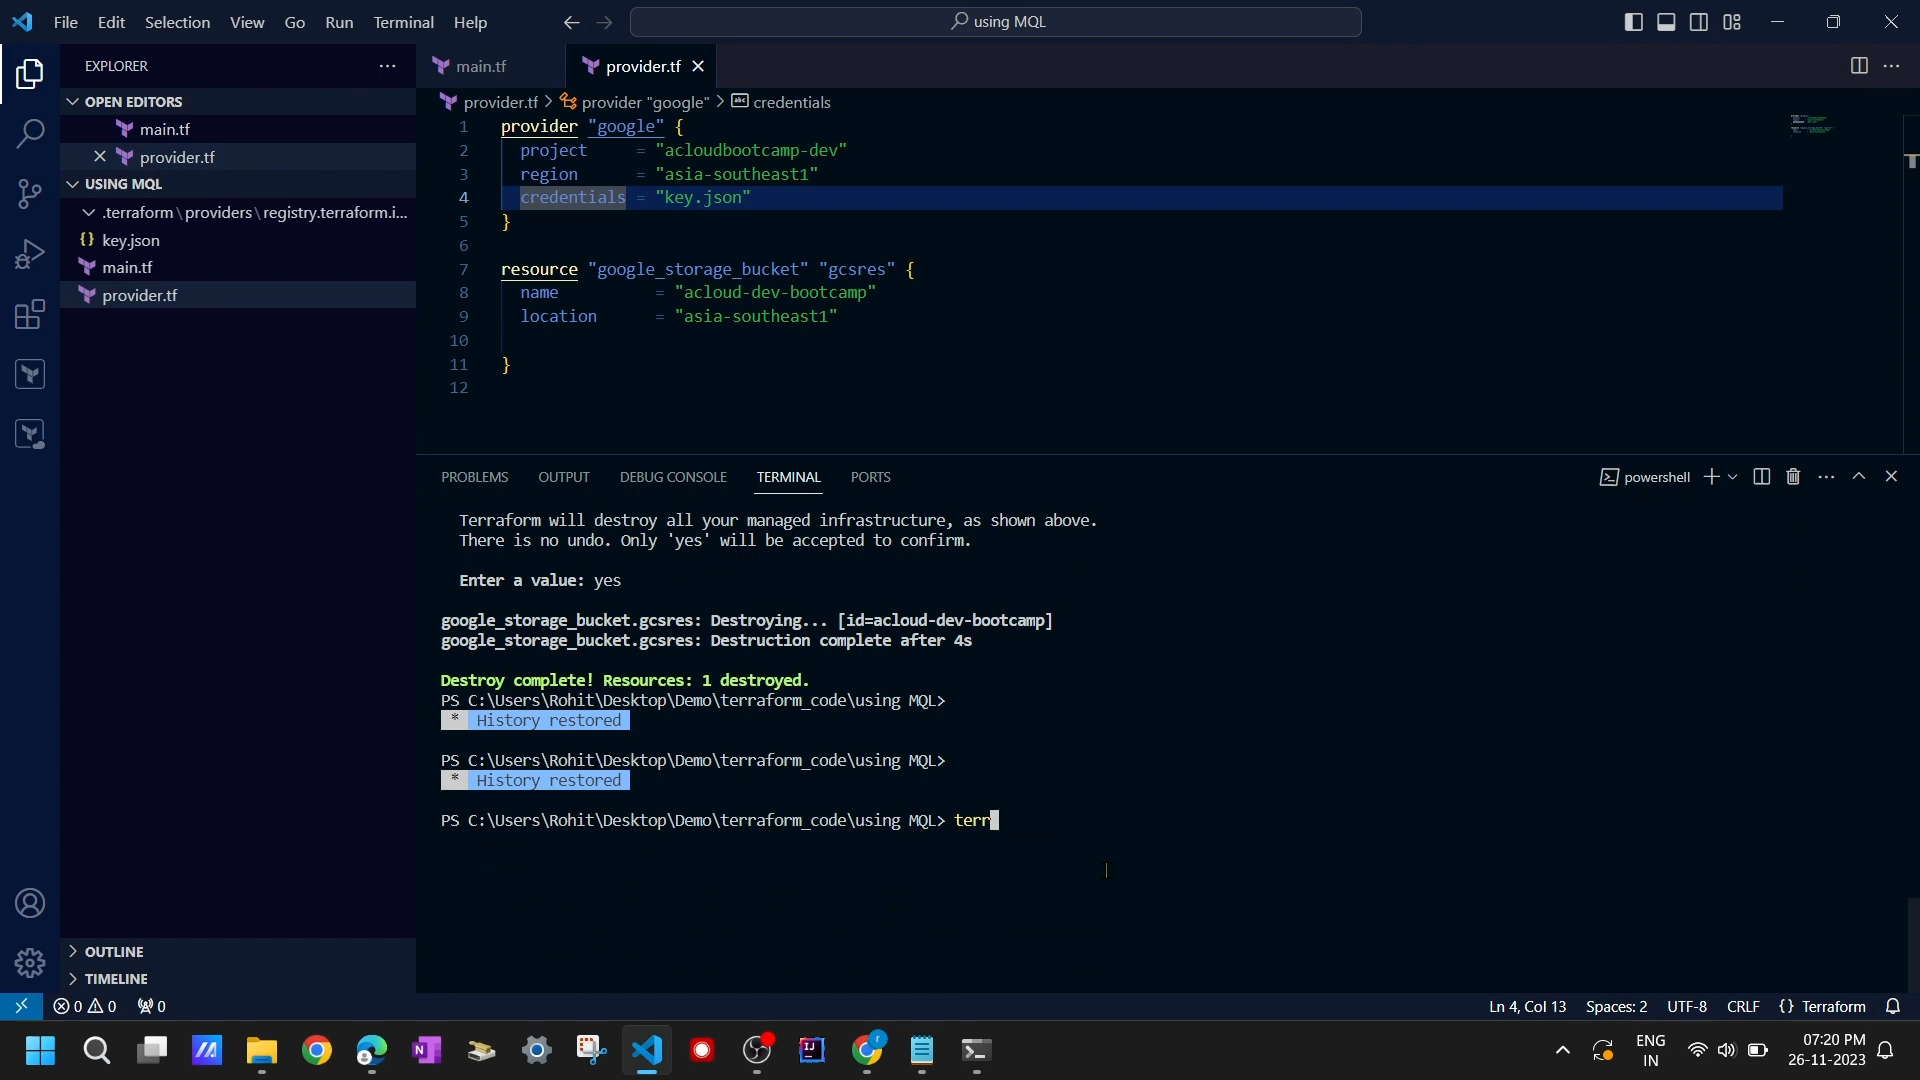 File Edit Selection View Go Run Terminal Help
using MQL
EXPLORER
OPEN EDITORS
main.tf
provider.tf
USING MQL
.terraform\providers\registry.terraform.i...
key.json
main.tf
provider.tf
OUTLINE
TIMELINE
main.tf
provider.tf
provider.tf > provider "google" > credentials
1 provider "google" {
2 project = "acloudbootcamp-dev"
3 region = "asia-southeast1"
4 credentials = "key.json"
5 }
6
7 resource "google_storage_bucket" "gcsres" {
8 name = "acloud-dev-bootcamp"
9 location = "asia-southeast1"
10
11 }
12
PROBLEMS OUTPUT DEBUG CONSOLE TERMINAL PORTS
powershell
Terraform will destroy all your managed infrastructure, as shown above.
There is no undo. Only 'yes' will be accepted to confirm.
Enter a value: yes
google_storage_bucket.gcsres: Destroying... [id=acloud-dev-bootcamp]
google_storage_bucket.gcsres: Destruction complete after 4s
Destroy complete! Resources: 1 destroyed.
PS C:\Users\Rohit\Desktop\Demo\terraform_code\using MQL>
* History restored
PS C:\Users\Rohit\Desktop\Demo\terraform_code\using MQL>
* History restored
PS C:\Users\Rohit\Desktop\Demo\terraform_code\using MQL> terr
0 0 0
Ln 4, Col 13 Spaces: 2 UTF-8 CRLF {} Terraform
ENG
IN
07:20 PM
26-11-2023